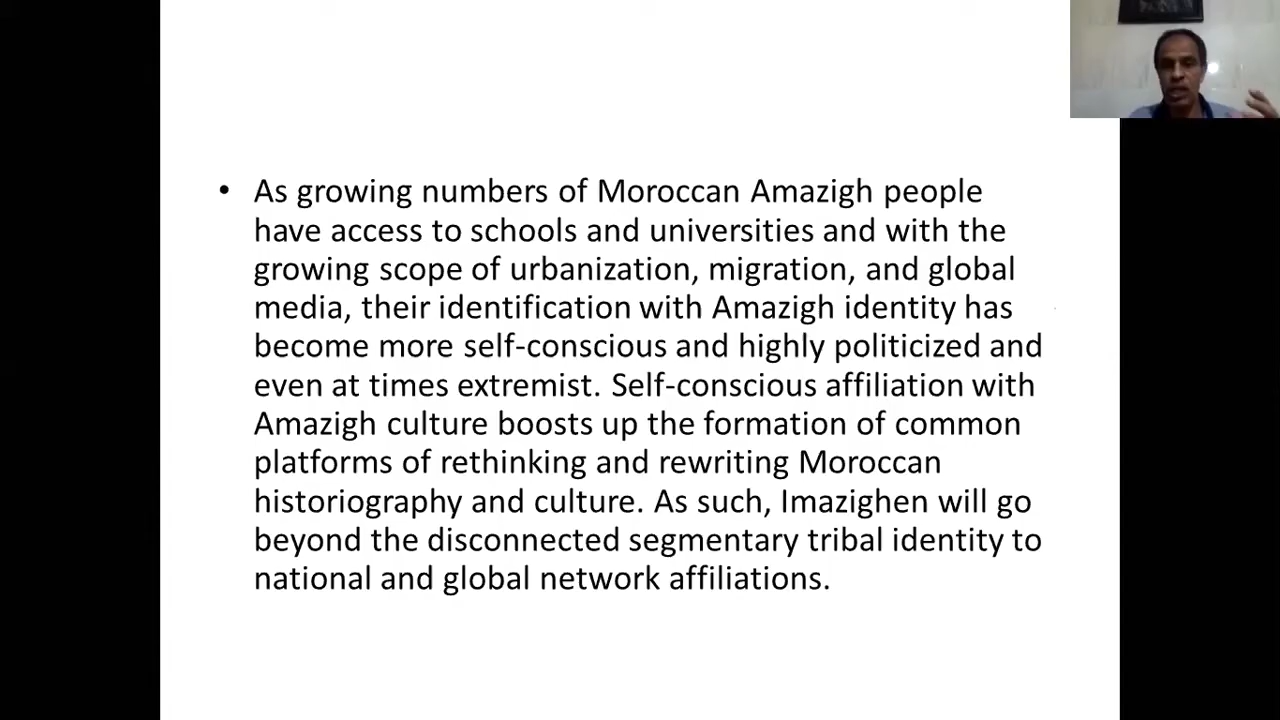 • As growing numbers of Moroccan Amazigh people
have access to schools and universities and with the
growing scope of urbanization, migration, and global
media, their identification with Amazigh identity has
become more self-conscious and highly politicized and
even at times extremist. Self-conscious affiliation with
Amazigh culture boosts up the formation of common
platforms of rethinking and rewriting Moroccan
historiography and culture. As such, Imazighen will go
beyond the disconnected segmentary tribal identity to
national and global network affiliations.